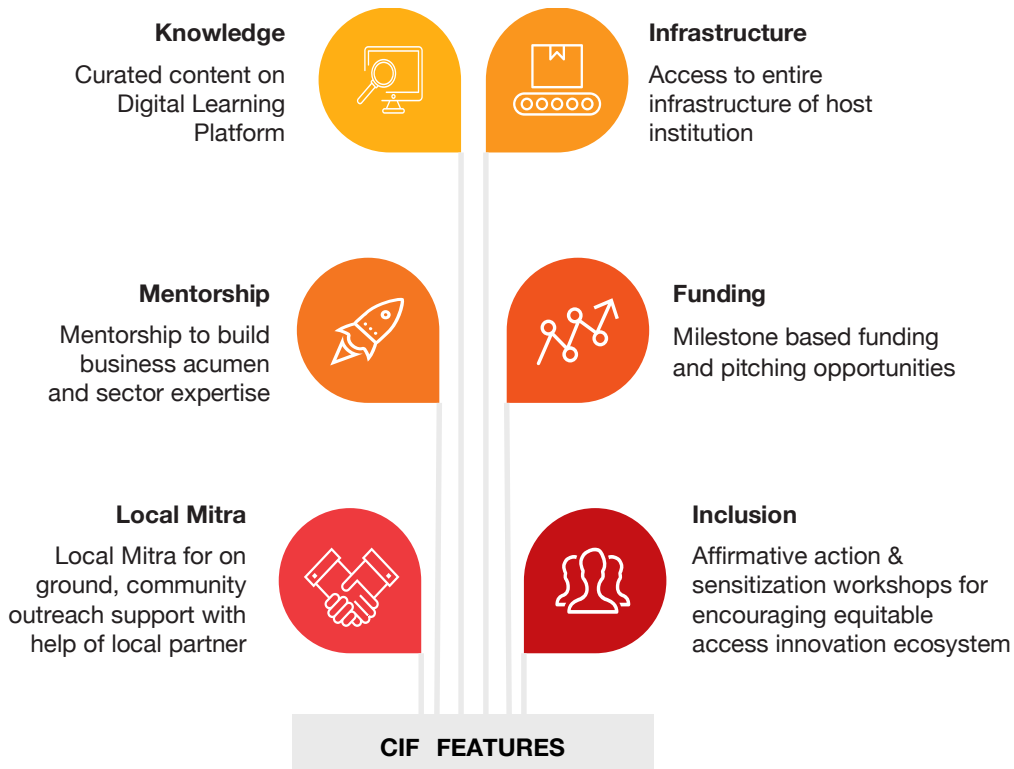 Knowledge
Curated content on
Digital Learning
Platform
Infrastructure
Access to entire
infrastructure of host
institution
Mentorship
Mentorship to build
business acumen
and sector expertise
Funding
Milestone based funding
and pitching opportunities
Local Mitra
Local Mitra for on
ground, community
outreach support with
help of local partner
Inclusion
Affirmative action &
sensitization workshops for
encouraging equitable
access innovation ecosystem
CIF FEATURES